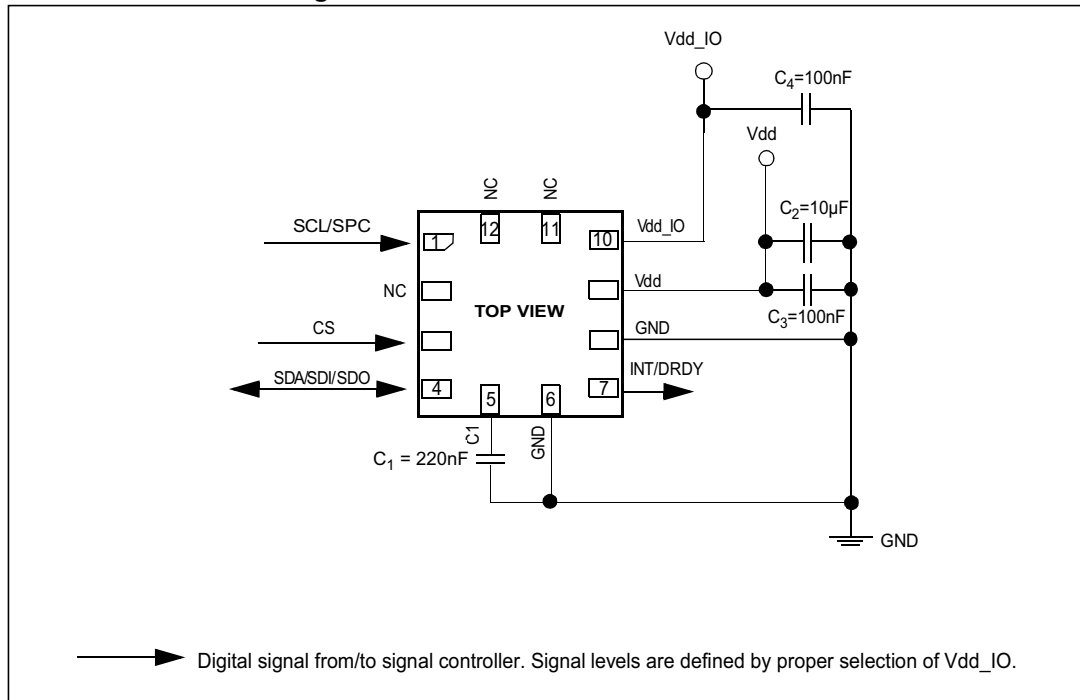 Vdd_IO
C4=100nF
Vdd
NC
NC
C2=10µF
SCL/SPC
1
12
11
10
Vdd_IO
NC
Vdd
TOP VIEW
C3=100nF
CS
GND
SDA/SDI/SDO
4
5
6
7
INT/DRDY
C1
GND
C1 = 220nF
GND
Digital signal from/to signal controller. Signal levels are defined by proper selection of Vdd_IO.